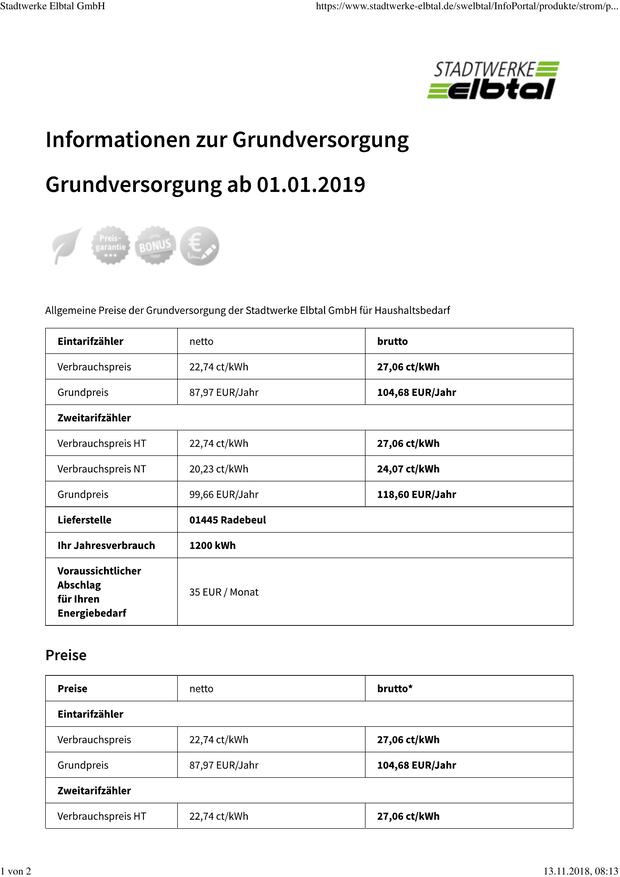 Stadtwerke Elbtal GmbH https://www.stadtwerke-elbtal.de/swelbtal/InfoPortal/produkte/strom/p...
STADTWERKE
elbtal
Informationen zur Grundversorgung
Grundversorgung ab 01.01.2019
Preis-
garantie
BONUS
€
Allgemeine Preise der Grundversorgung der Stadtwerke Elbtal GmbH für Haushaltsbedarf
Eintarifzähler netto brutto
Verbrauchspreis 22,74 ct/kWh 27,06 ct/kWh
Grundpreis 87,97 EUR/Jahr 104,68 EUR/Jahr
Zweitarifzähler
Verbrauchspreis HT 22,74 ct/kWh 27,06 ct/kWh
Verbrauchspreis NT 20,23 ct/kWh 24,07 ct/kWh
Grundpreis 99,66 EUR/Jahr 118,60 EUR/Jahr
Lieferstelle 01445 Radebeul
Ihr Jahresverbrauch 1200 kWh
Voraussichtlicher
Abschlag
für Ihren
Energiebedarf
35 EUR / Monat
Preise
Preise netto brutto*
Eintarifzähler
Verbrauchspreis 22,74 ct/kWh 27,06 ct/kWh
Grundpreis 87,97 EUR/Jahr 104,68 EUR/Jahr
Zweitarifzähler
Verbrauchspreis HT 22,74 ct/kWh 27,06 ct/kWh
1 von 2 13.11.2018, 08:13